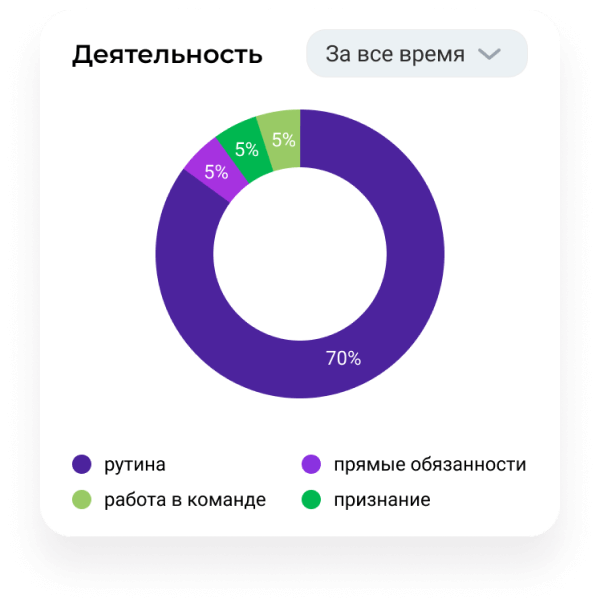 Деятельность
За все время
5%
5%
5%
70%
рутина
прямые обязанности
работа в команде
признание